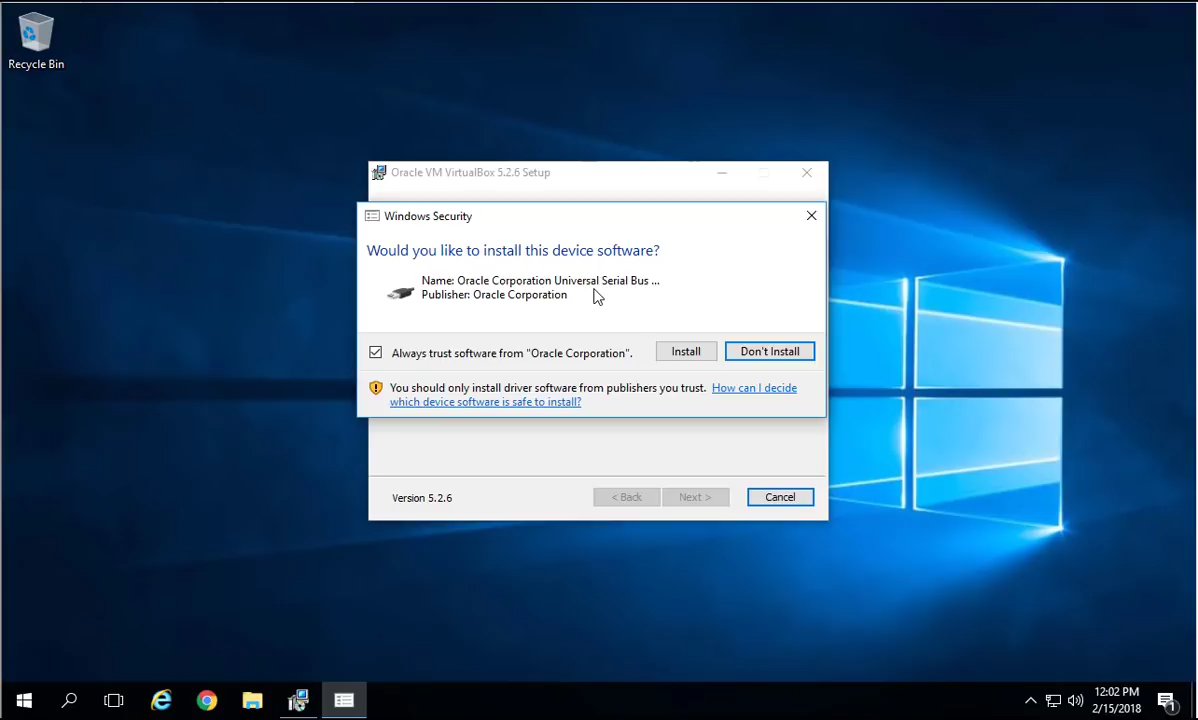 Recycle Bin
Oracle VM VirtualBox 5.2.6 Setup
Windows Security
Would you like to install this device software?
Name: Oracle Corporation Universal Serial Bus ...
Publisher: Oracle Corporation
Always trust software from "Oracle Corporation".
Install
Don't Install
You should only install driver software from publishers you trust. How can I decide
which device software is safe to install?
Version 5.2.6
< Back
Next >
Cancel
12:02 PM
2/15/2018
1